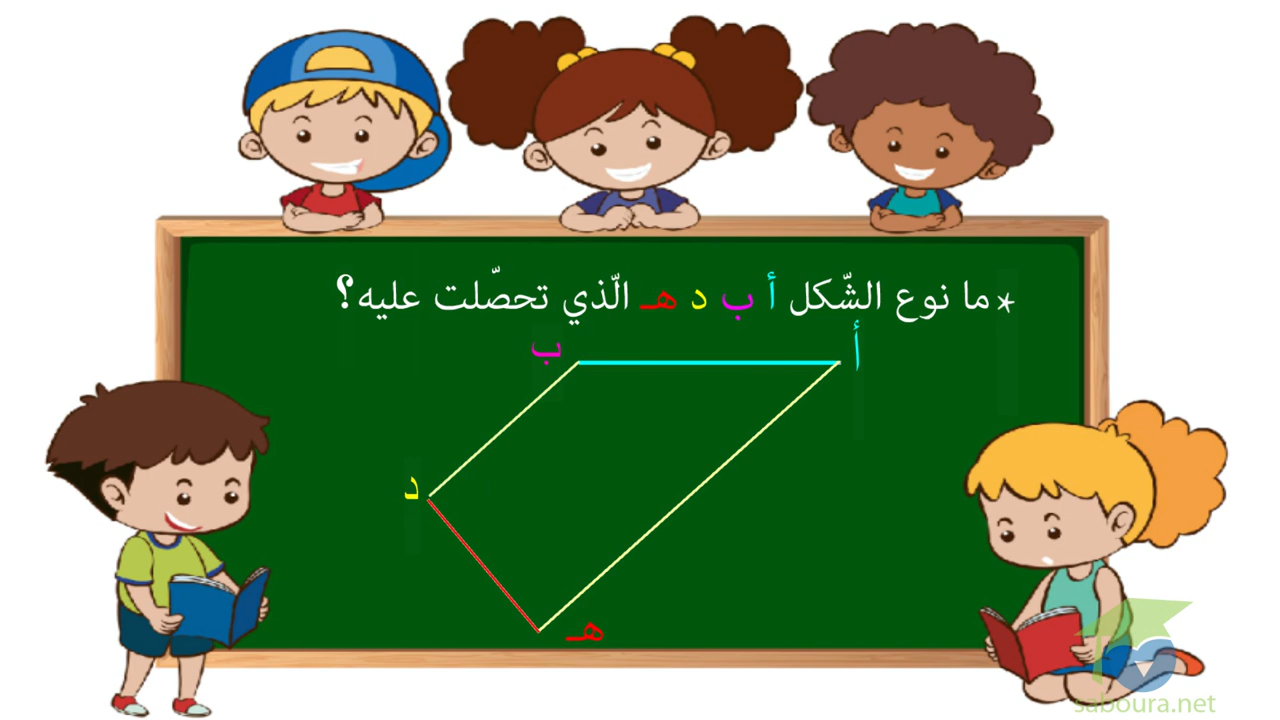 * ما نوع الشّكل أ ب د هـ الّذي تحصّلت عليه؟
ب
أ
د
هـ
saboura.net